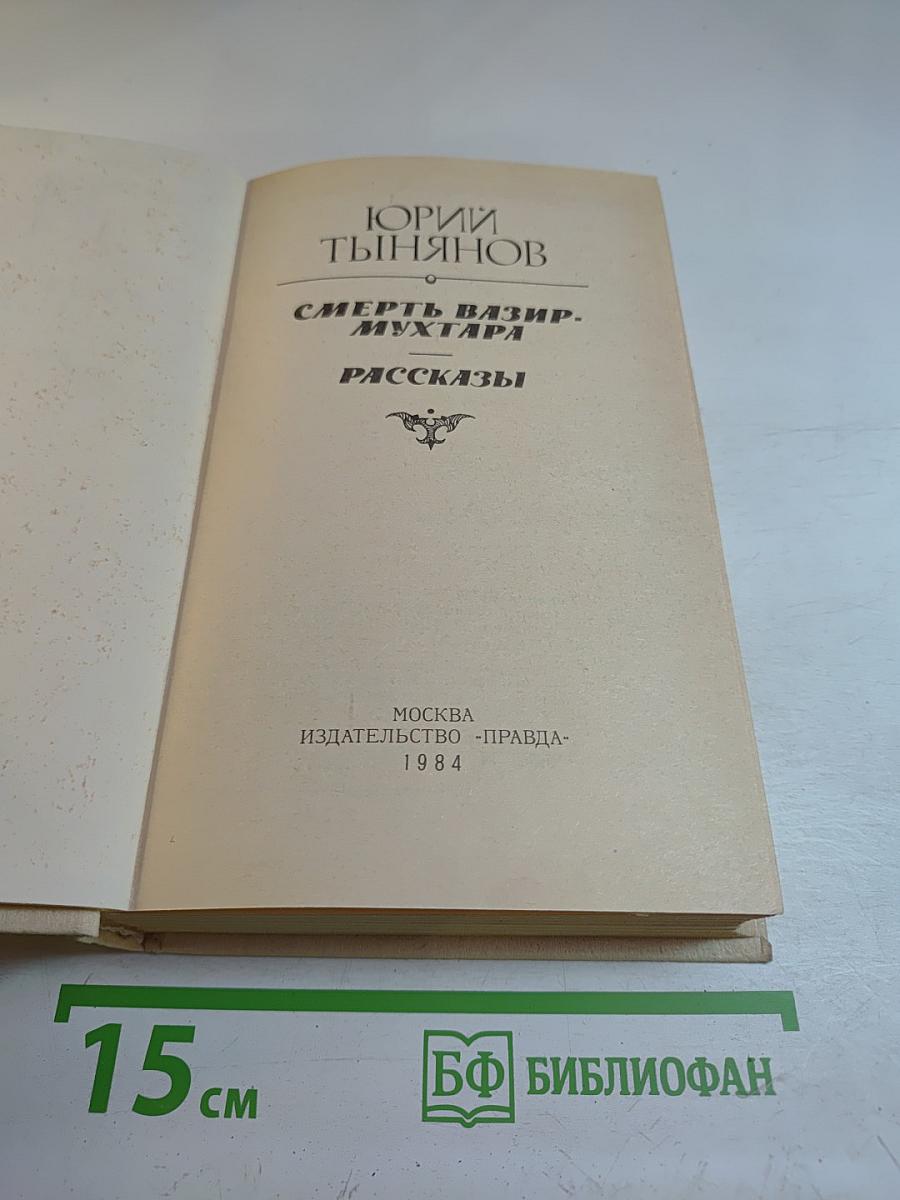 ЮРИЙ
ТЫНЯНОВ
СМЕРТЬ ВАЗИР-
МУХТАРА
РАССКАЗЫ
МОСКВА
ИЗДАТЕЛЬСТВО «ПРАВДА»
1984
15 см
БФ БИБЛИОФАН